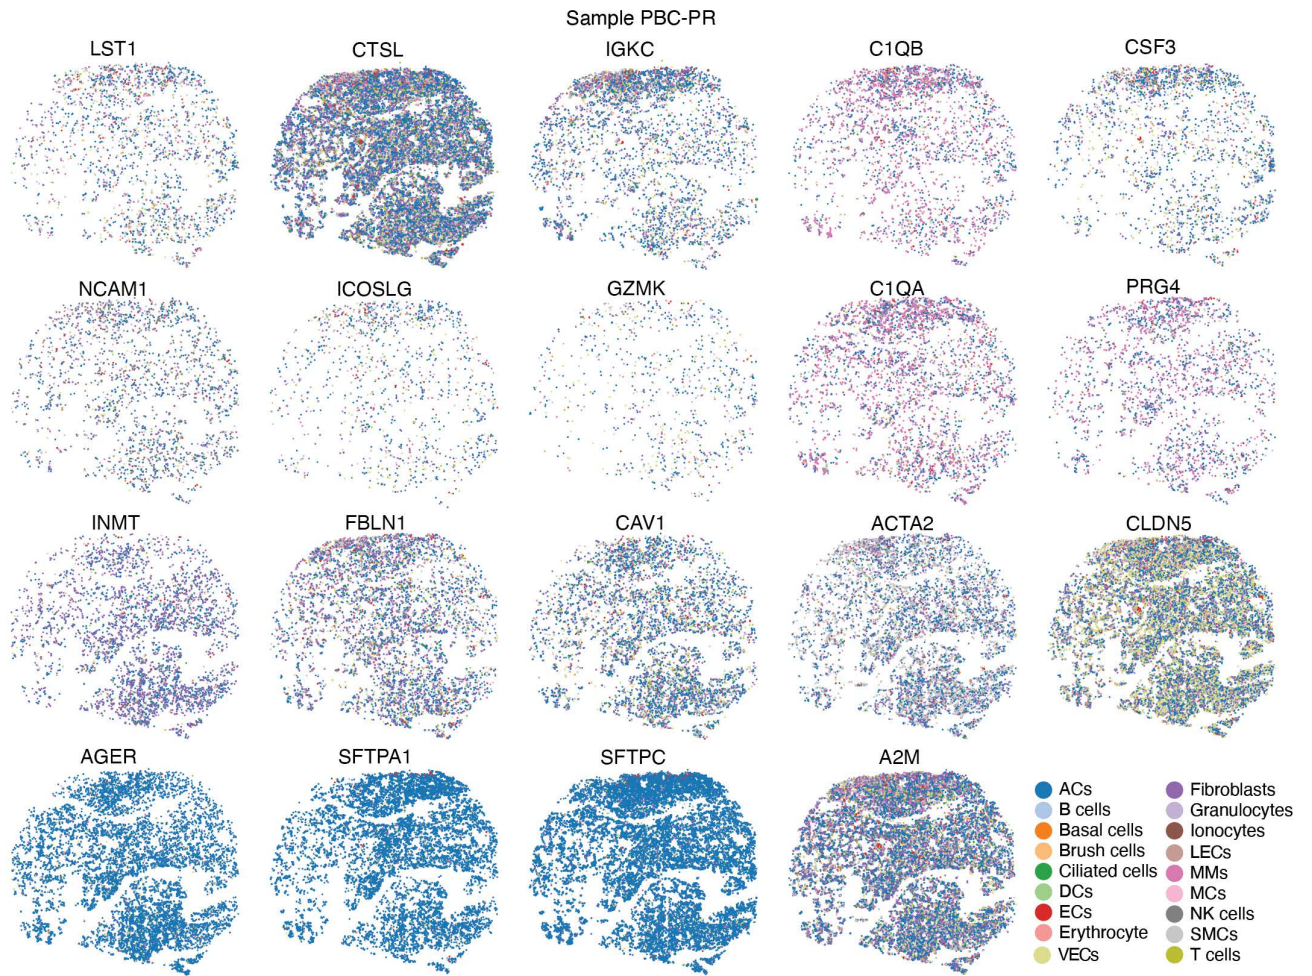 Sample PBC-PR
LST1 CTSL IGKC C1QB CSF3
NCAM1 ICOSLG GZMK C1QA PRG4
INMT FBLN1 CAV1 ACTA2 CLDN5
AGER SFTPA1 SFTPC A2M
ACs Fibroblasts
B cells Granulocytes
Basal cells Ionocytes
Brush cells LECs
Ciliated cells MMs
DCs MCs
ECs NK cells
Erythrocyte SMCs
VECs T cells